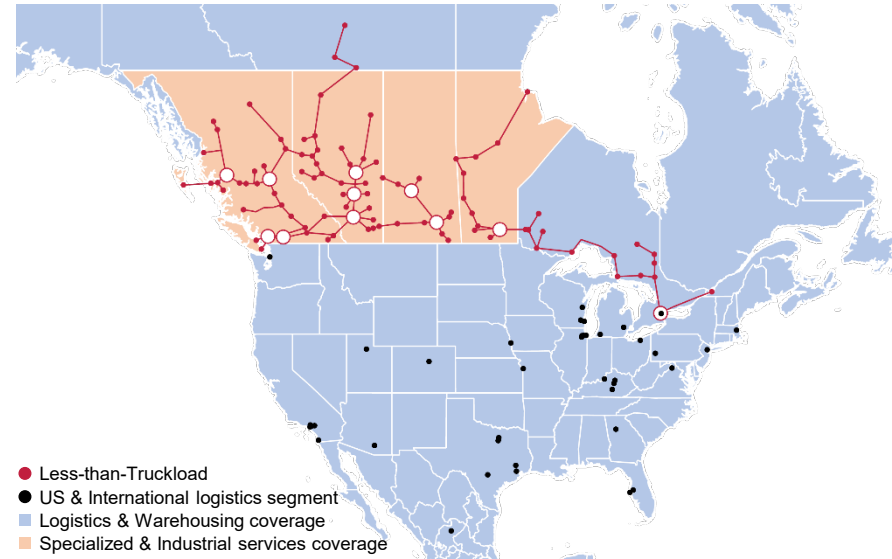 Less-than-Truckload
US & International logistics segment
Logistics & Warehousing coverage
Specialized & Industrial services coverage